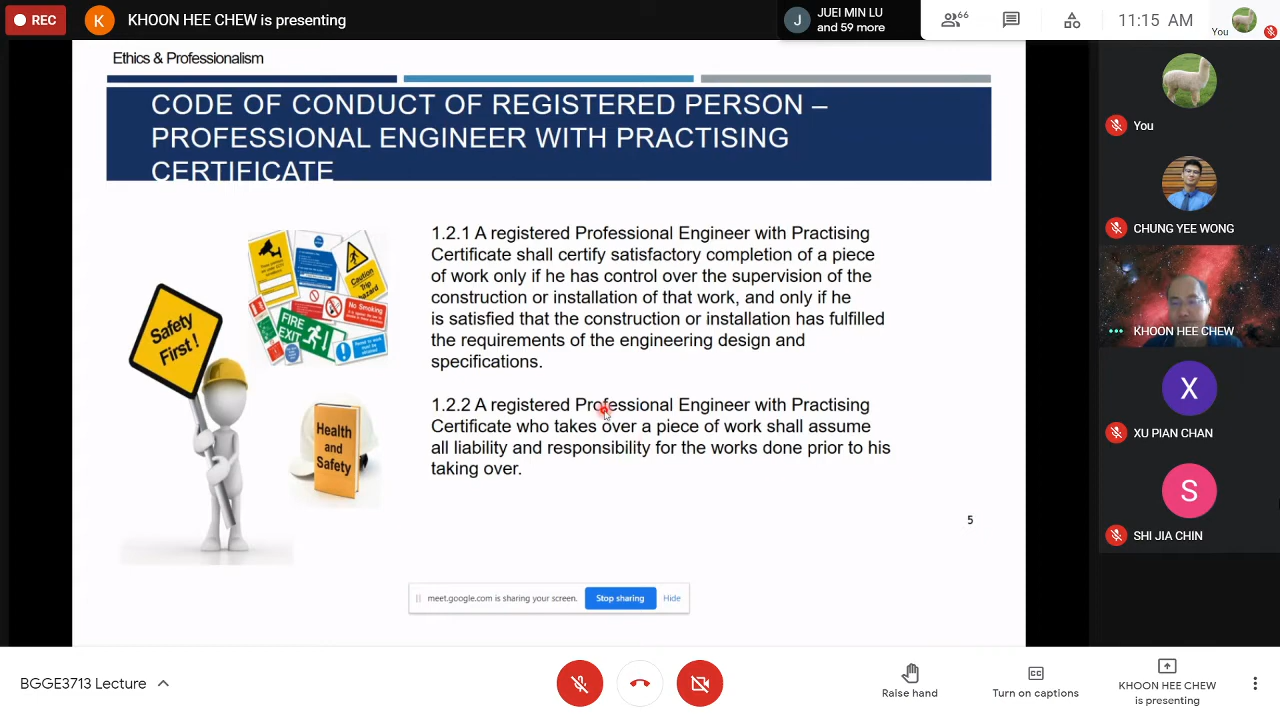 REC
K
KHOON HEE CHEW is presenting
J
JUEI MIN LU
and 59 more
66
11:15 AM
You
Ethics & Professionalism
CODE OF CONDUCT OF REGISTERED PERSON –
PROFESSIONAL ENGINEER WITH PRACTISING
CERTIFICATE
Safety
First !
Caution
Trip
hazard
No Smoking
FIRE
EXIT
Health
and
Safety
1.2.1 A registered Professional Engineer with Practising
Certificate shall certify satisfactory completion of a piece
of work only if he has control over the supervision of the
construction or installation of that work, and only if he
is satisfied that the construction or installation has fulfilled
the requirements of the engineering design and
specifications.
1.2.2 A registered Professional Engineer with Practising
Certificate who takes over a piece of work shall assume
all liability and responsibility for the works done prior to his
taking over.
5
meet.google.com is sharing your screen.
Stop sharing
Hide
You
CHUNG YEE WONG
KHOON HEE CHEW
X
XU PIAN CHAN
S
SHI JIA CHIN
BGGE3713 Lecture
Raise hand
CC
Turn on captions
KHOON HEE CHEW
is presenting